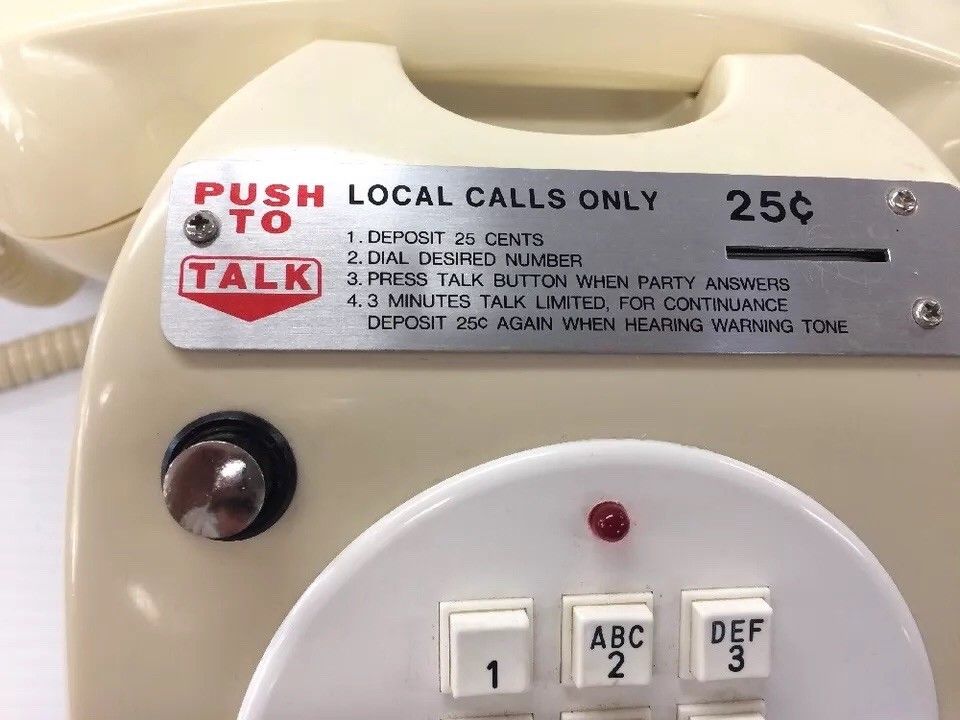 PUSH
TO
TALK
LOCAL CALLS ONLY
25¢
1. DEPOSIT 25 CENTS
2. DIAL DESIRED NUMBER
3. PRESS TALK BUTTON WHEN PARTY ANSWERS
4. 3 MINUTES TALK LIMITED, FOR CONTINUANCE
DEPOSIT 25¢ AGAIN WHEN HEARING WARNING TONE
1
ABC
2
DEF
3